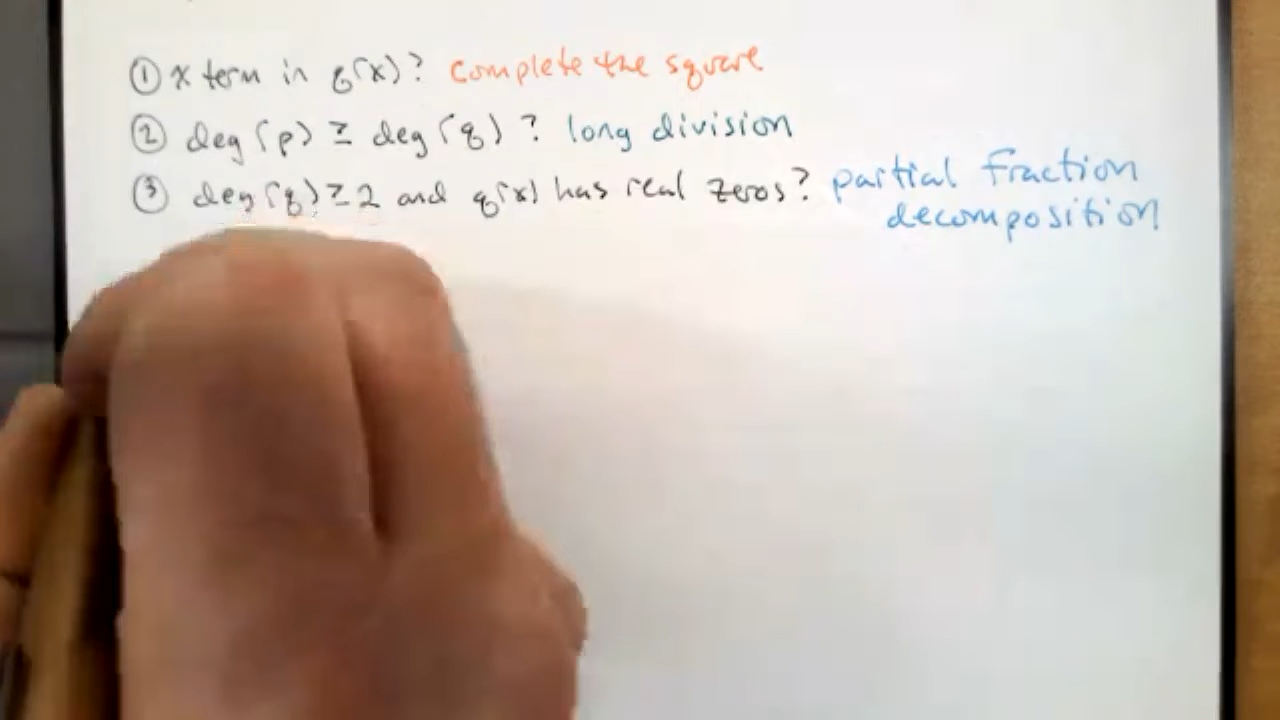 ① x term in q(x)? Complete the square
② deg(p) ≥ deg(q)? long division
③ deg(q) ≥ 2 and q(x) has real zeros? partial fraction
decomposition